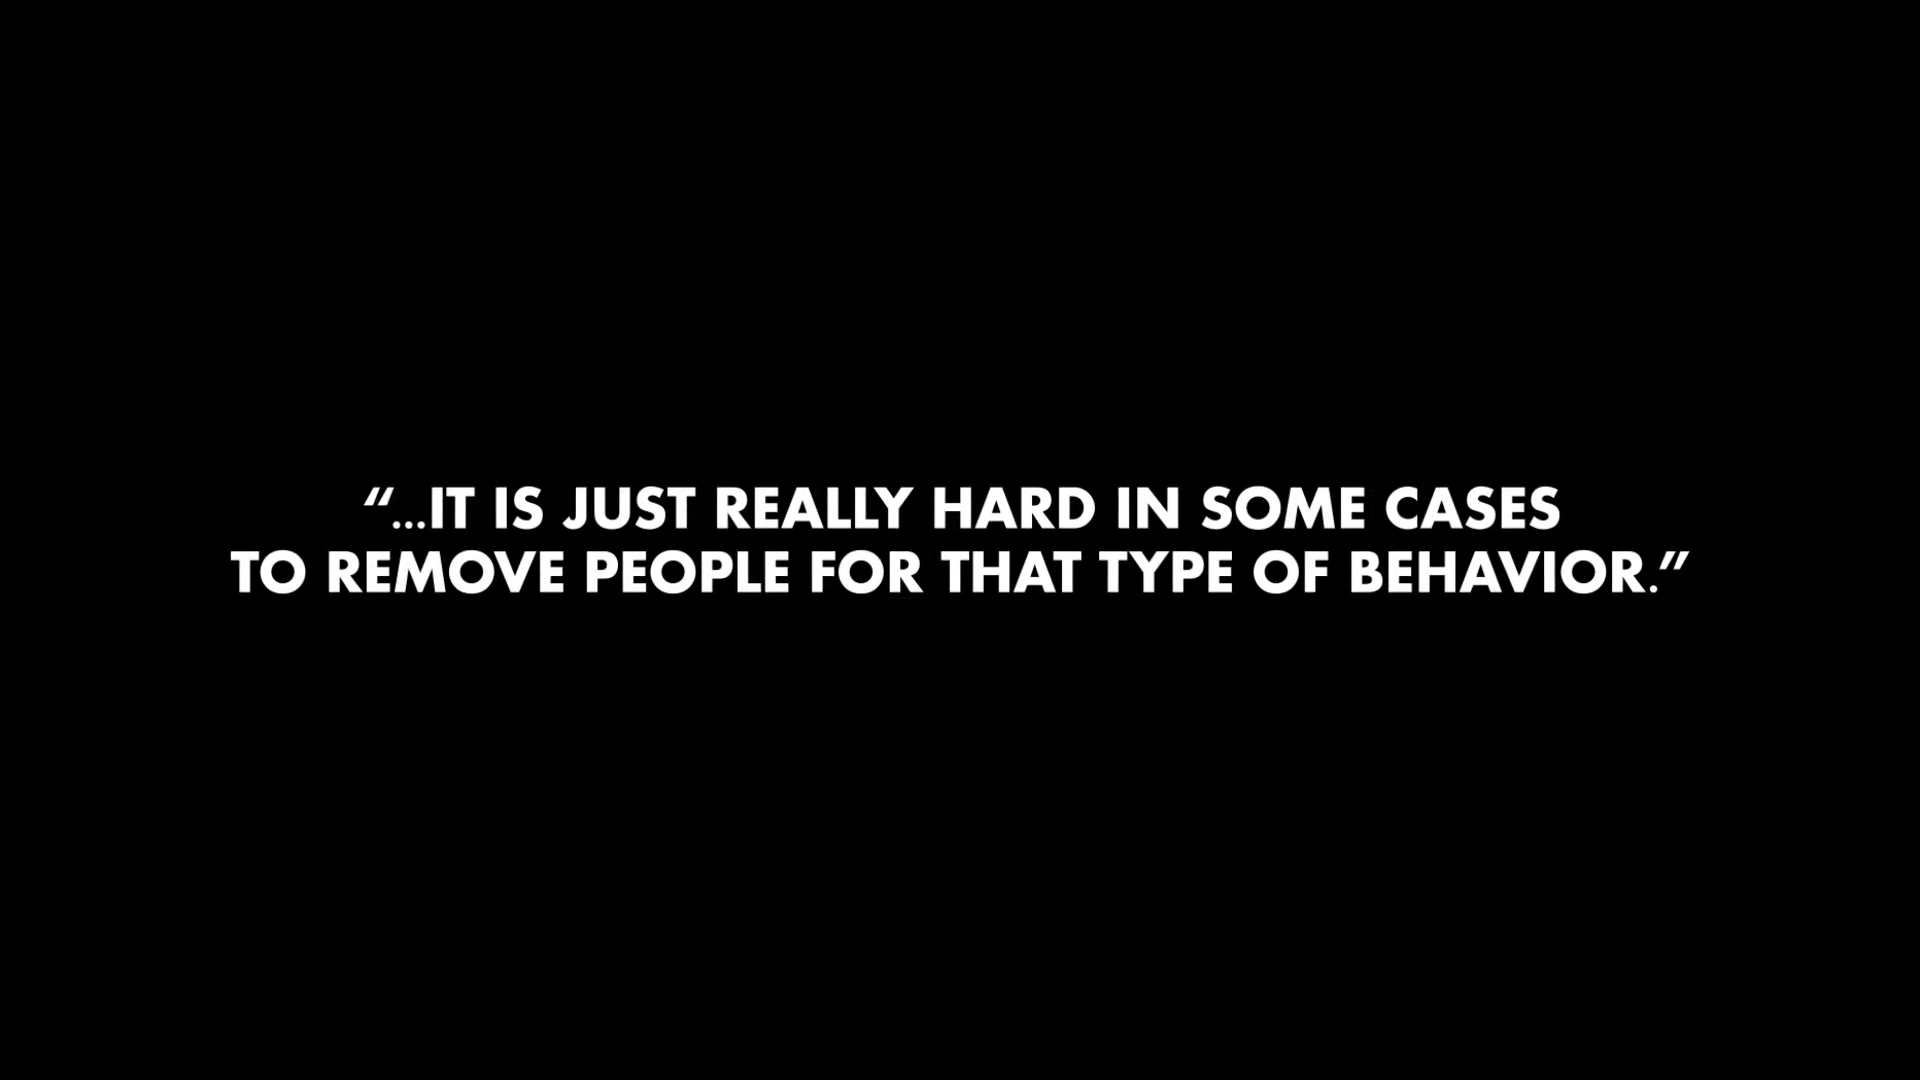 “...IT IS JUST REALLY HARD IN SOME CASES
TO REMOVE PEOPLE FOR THAT TYPE OF BEHAVIOR.”